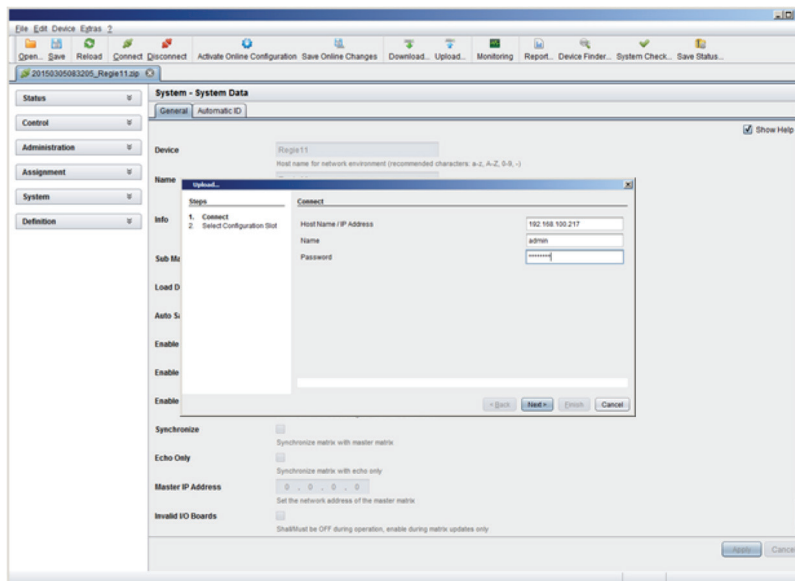 File Edit Device Extras ?
Open... Save Reload Connect Disconnect Activate Online Configuration Save Online Changes Download... Upload... Monitoring Report... Device Finder... System Check... Save Status...
20150305083205_Regie11.zip
Status
Control
Administration
Assignment
System
Definition
System - System Data
General Automatic ID
Show Help
Device Regie11
Host name for network environment (recommended characters: a-z, A-Z, 0-9, -)
Name
Info
Sub Ma
Load D
Auto Sa
Enable
Enable
Enable
Upload...
Steps
1. Connect
2. Select Configuration Slot
Connect
Host Name / IP Address 192.168.100.217
Name admin
Password ********
< Back Next > Finish Cancel
Synchronize
Synchronize matrix with master matrix
Echo Only
Synchronize matrix with echo only
Master IP Address 0 . 0 . 0 . 0
Set the network address of the master matrix
Invalid I/O Boards
Shall/Must be OFF during operation, enable during matrix updates only
Apply Cance